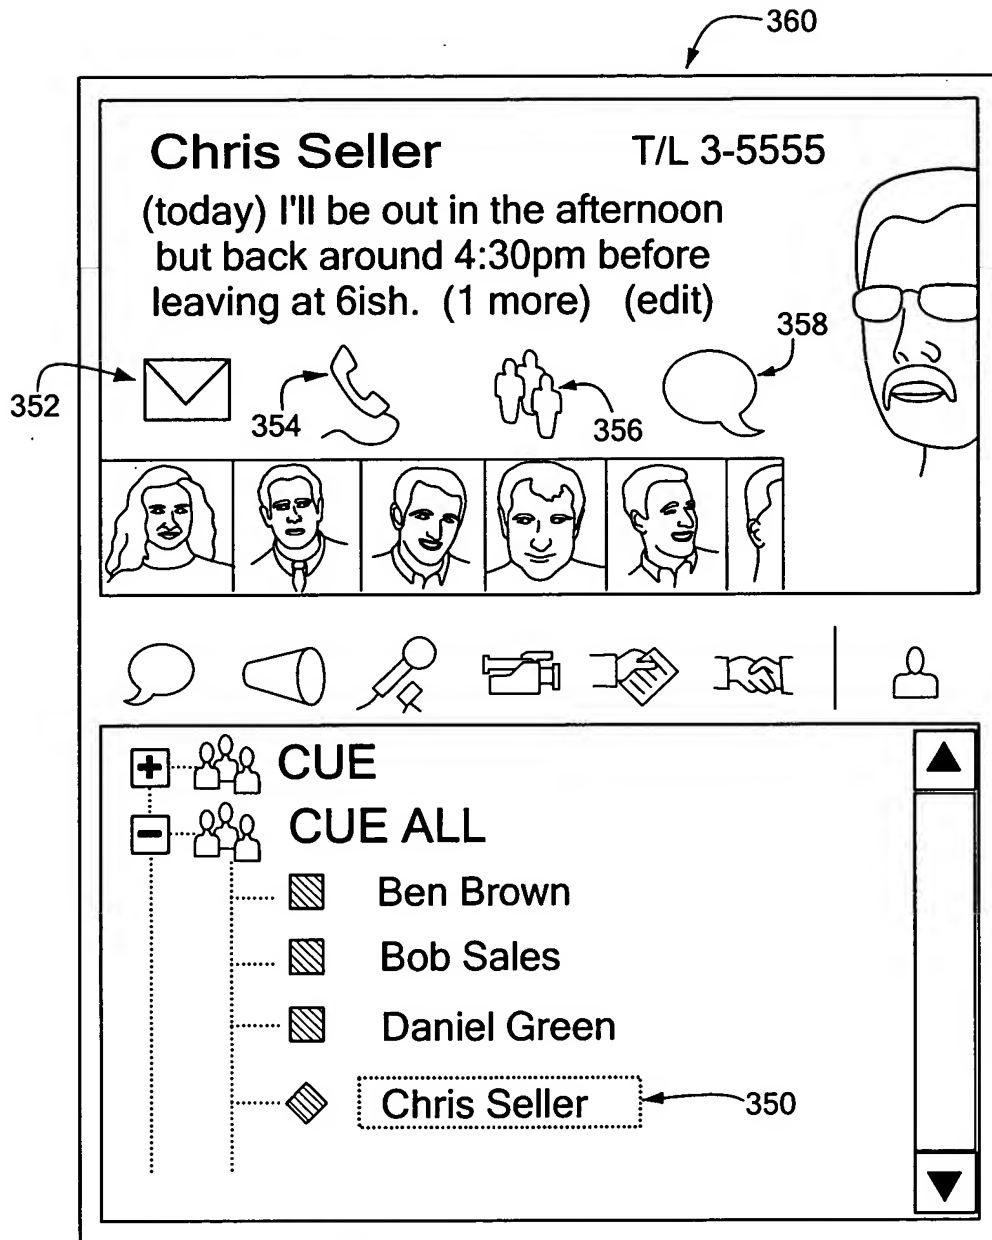 360
Chris Seller T/L 3-5555
(today) I'll be out in the afternoon
but back around 4:30pm before
leaving at 6ish. (1 more) (edit)
358
352
354
356
CUE
CUE ALL
Ben Brown
Bob Sales
Daniel Green
Chris Seller 350